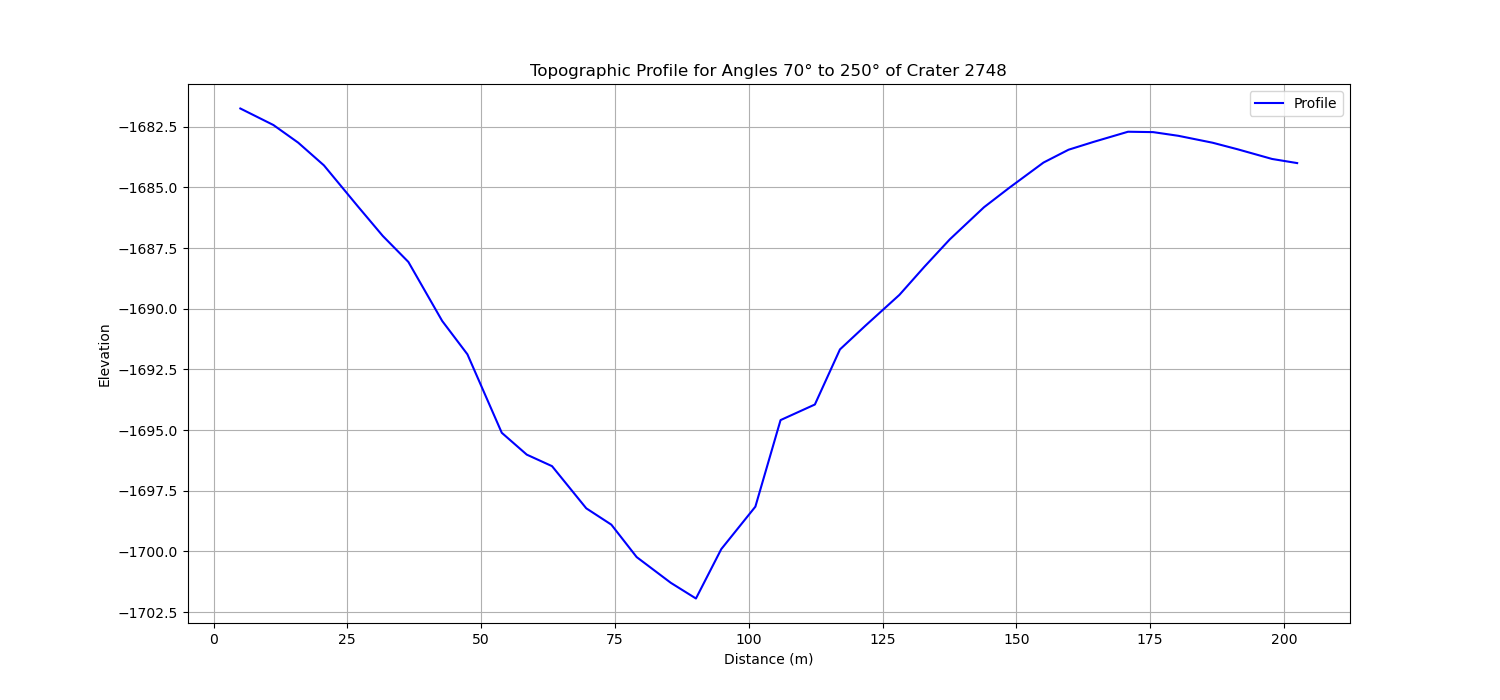 Topographic Profile for Angles 70° to 250° of Crater 2748
Profile
−1682.5
−1685.0
−1687.5
−1690.0
−1692.5
−1695.0
−1697.5
−1700.0
−1702.5
Elevation
0 25 50 75 100 125 150 175 200
Distance (m)